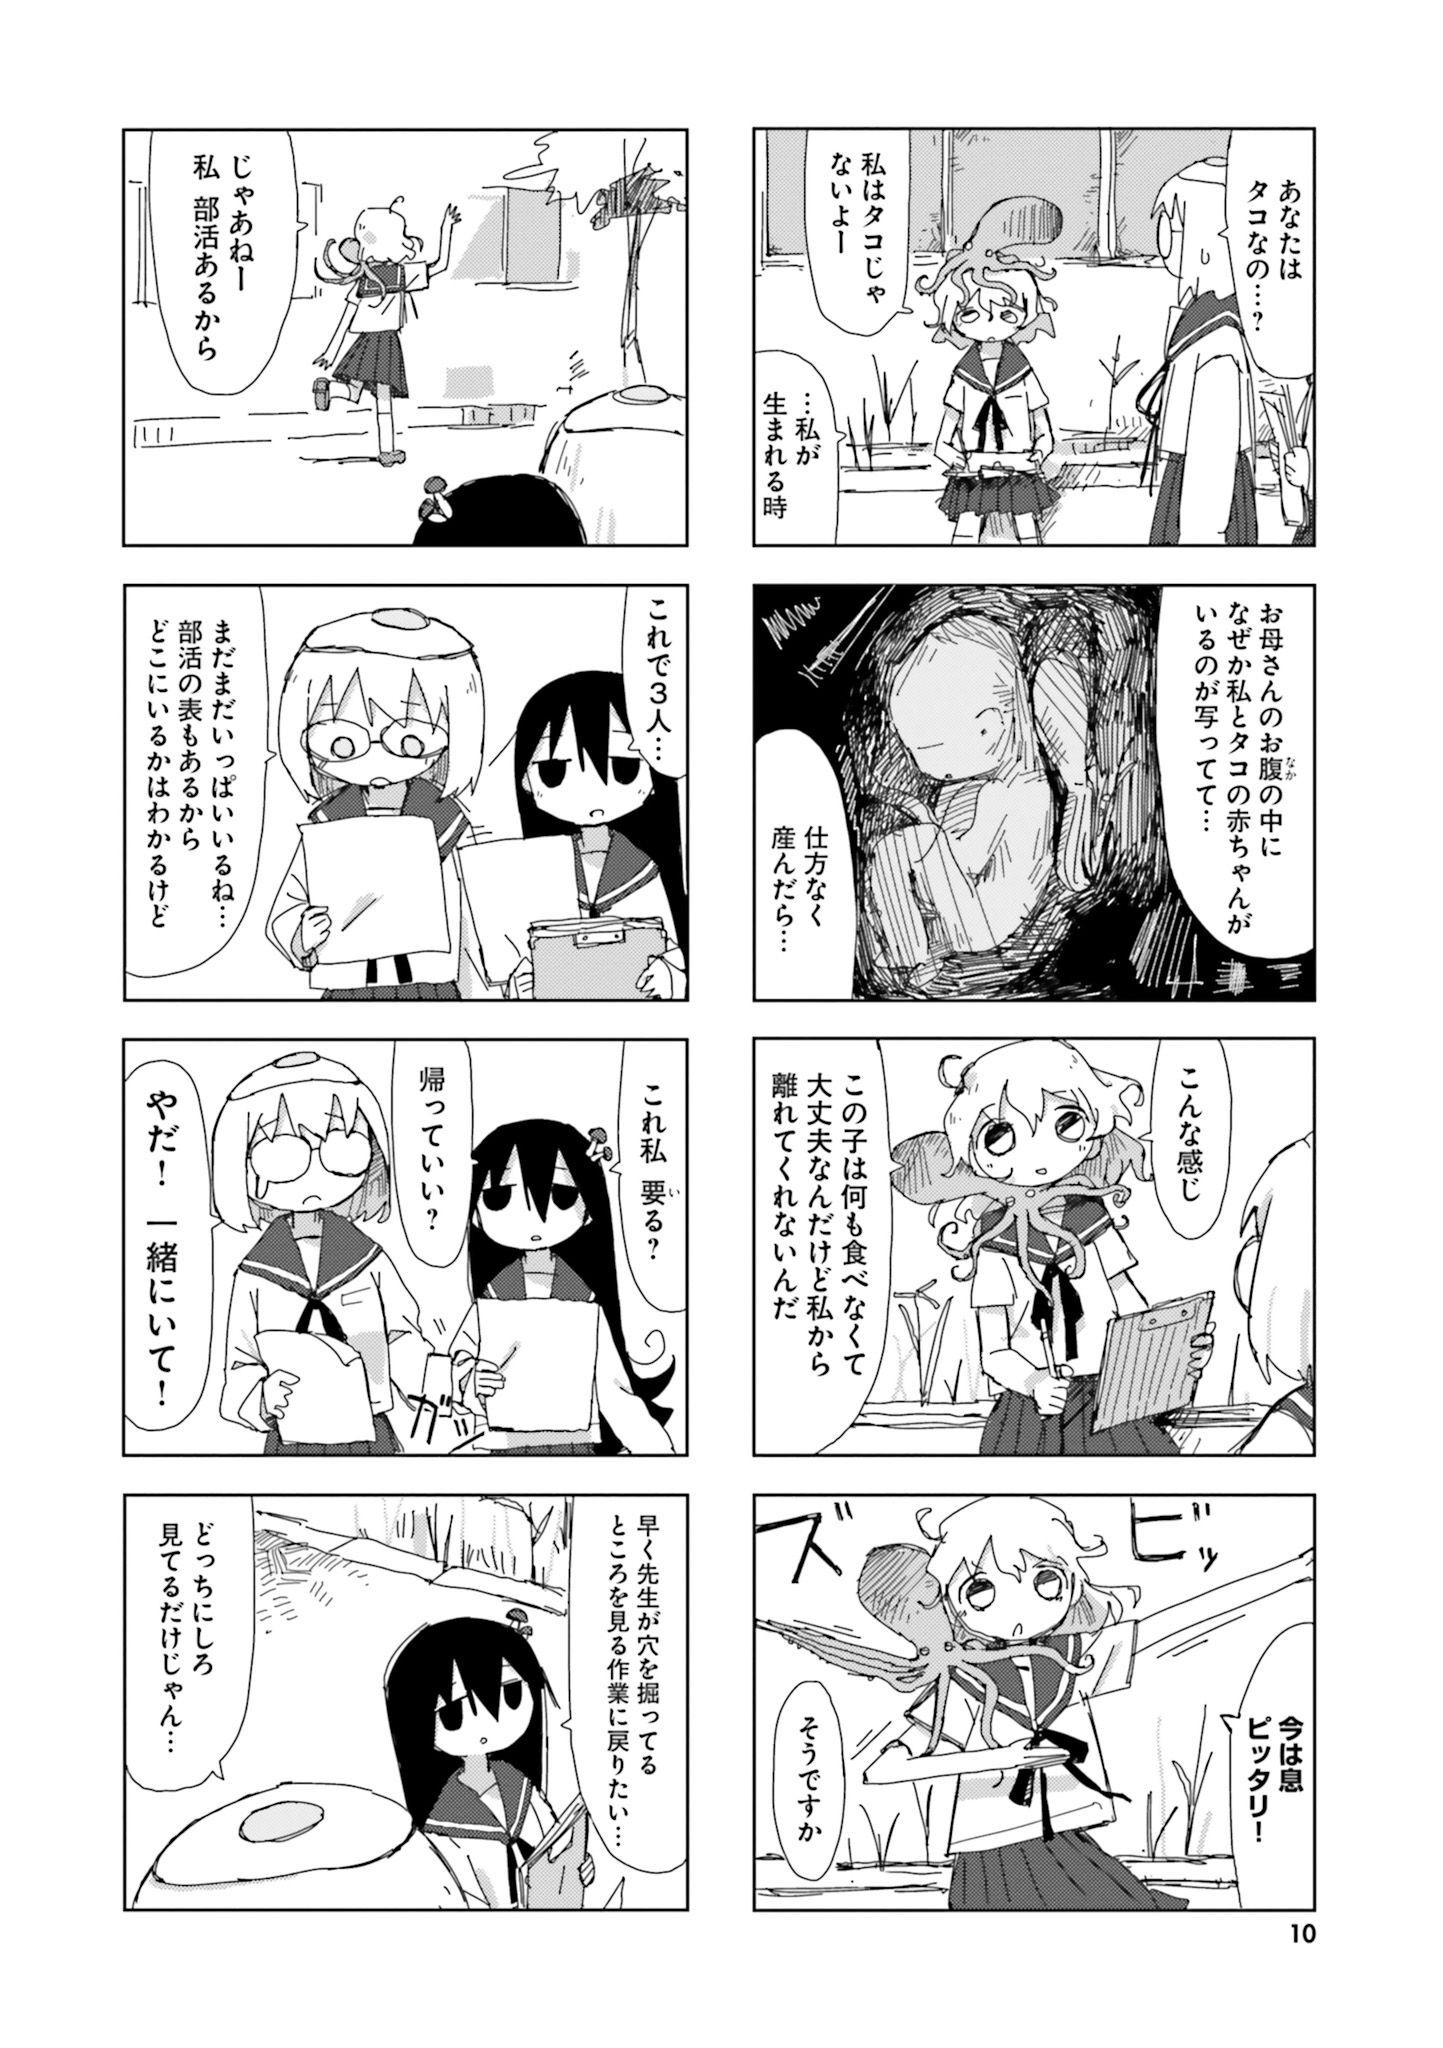 あなたは
タコなの…？
私はタコじゃ
ないよー
…私が
生まれる時
お母さんのお腹の中に
なか
なぜか私とタコの赤ちゃんが
いるのが写ってて…
仕方なく
産んだら…
こんな感じ
この子は何も食べなくて
大丈夫なんだけど私から
離れてくれないんだ
ズビッ
今は息
ピッタリ！
そうですか
じゃあねー
私 部活あるから
これで3人…
まだまだいっぱいいるね…
部活の表もあるから
どこにいるかはわかるけど
これ私 要る？
い
帰っていい？
ガッ
やだ！ 一緒にいて！
早く先生が穴を掘ってる
ところを見る作業に戻りたい…
どっちにしろ
見てるだけじゃん…
10